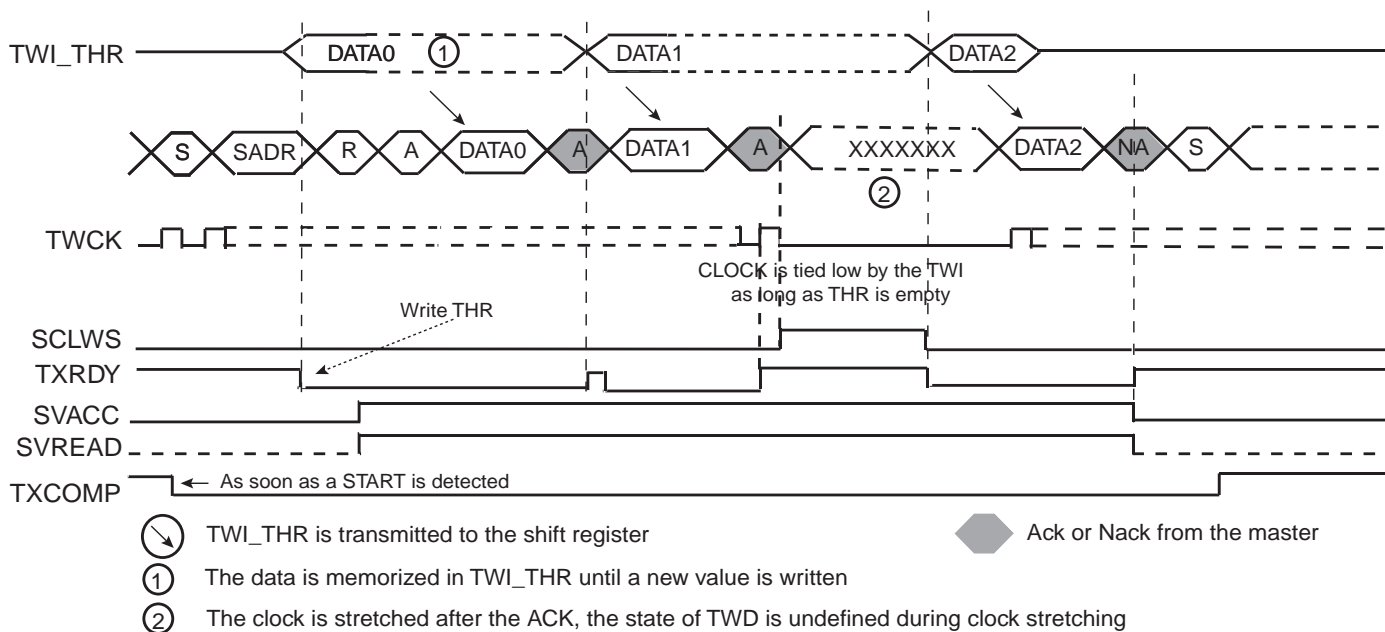 TWI_THR DATA0 1 DATA1 DATA2
S SADR R A DATA0 A DATA1 A XXXXXXX DATA2 NA S
2
TWCK
CLOCK is tied low by the TWI
as long as THR is empty
Write THR
SCLWS
TXRDY
SVACC
SVREAD
TXCOMP As soon as a START is detected
TWI_THR is transmitted to the shift register Ack or Nack from the master
1 The data is memorized in TWI_THR until a new value is written
2 The clock is stretched after the ACK, the state of TWD is undefined during clock stretching